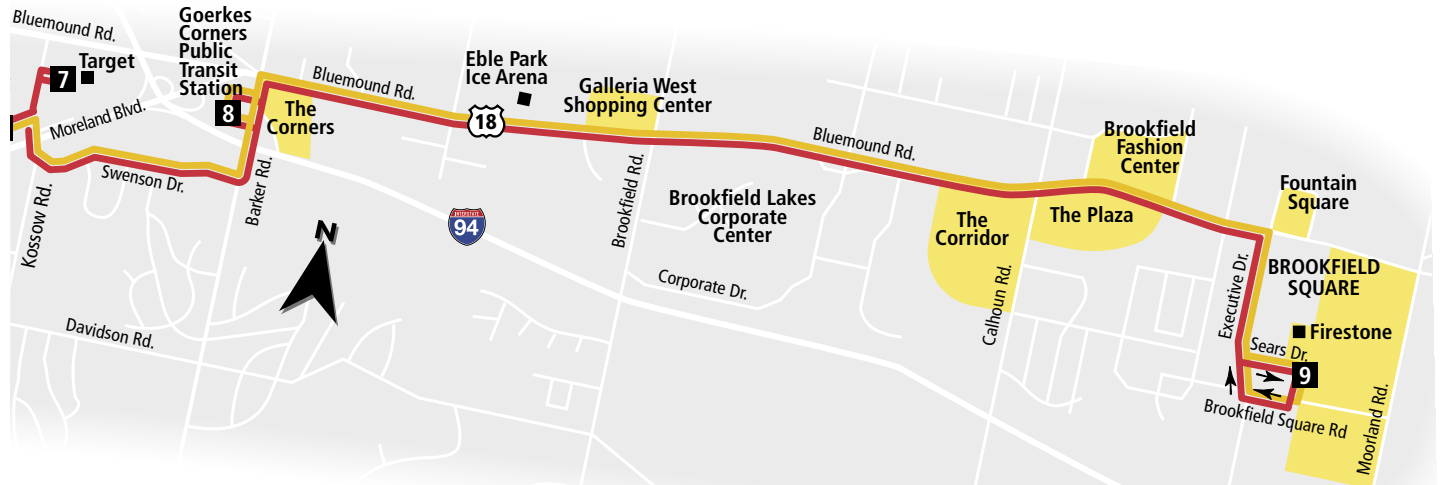 Bluemound Rd.
Goerkes
Corners
Public
Transit
Station
Target
7
8
Moreland Blvd.
The
Corners
Bluemound Rd.
Swenson Dr.
Kossow Rd.
Barker Rd.
Eble Park
Ice Arena
18
Galleria West
Shopping Center
Bluemound Rd.
Brookfield
Fashion
Center
Fountain
Square
N
INTERSTATE
94
Brookfield Rd.
Brookfield Lakes
Corporate
Center
Corporate Dr.
The
Corridor
The Plaza
Calhoun Rd.
Executive Dr.
BROOKFIELD
SQUARE
Firestone
Sears Dr.
9
Brookfield Square Rd
Moorland Rd.
Davidson Rd.